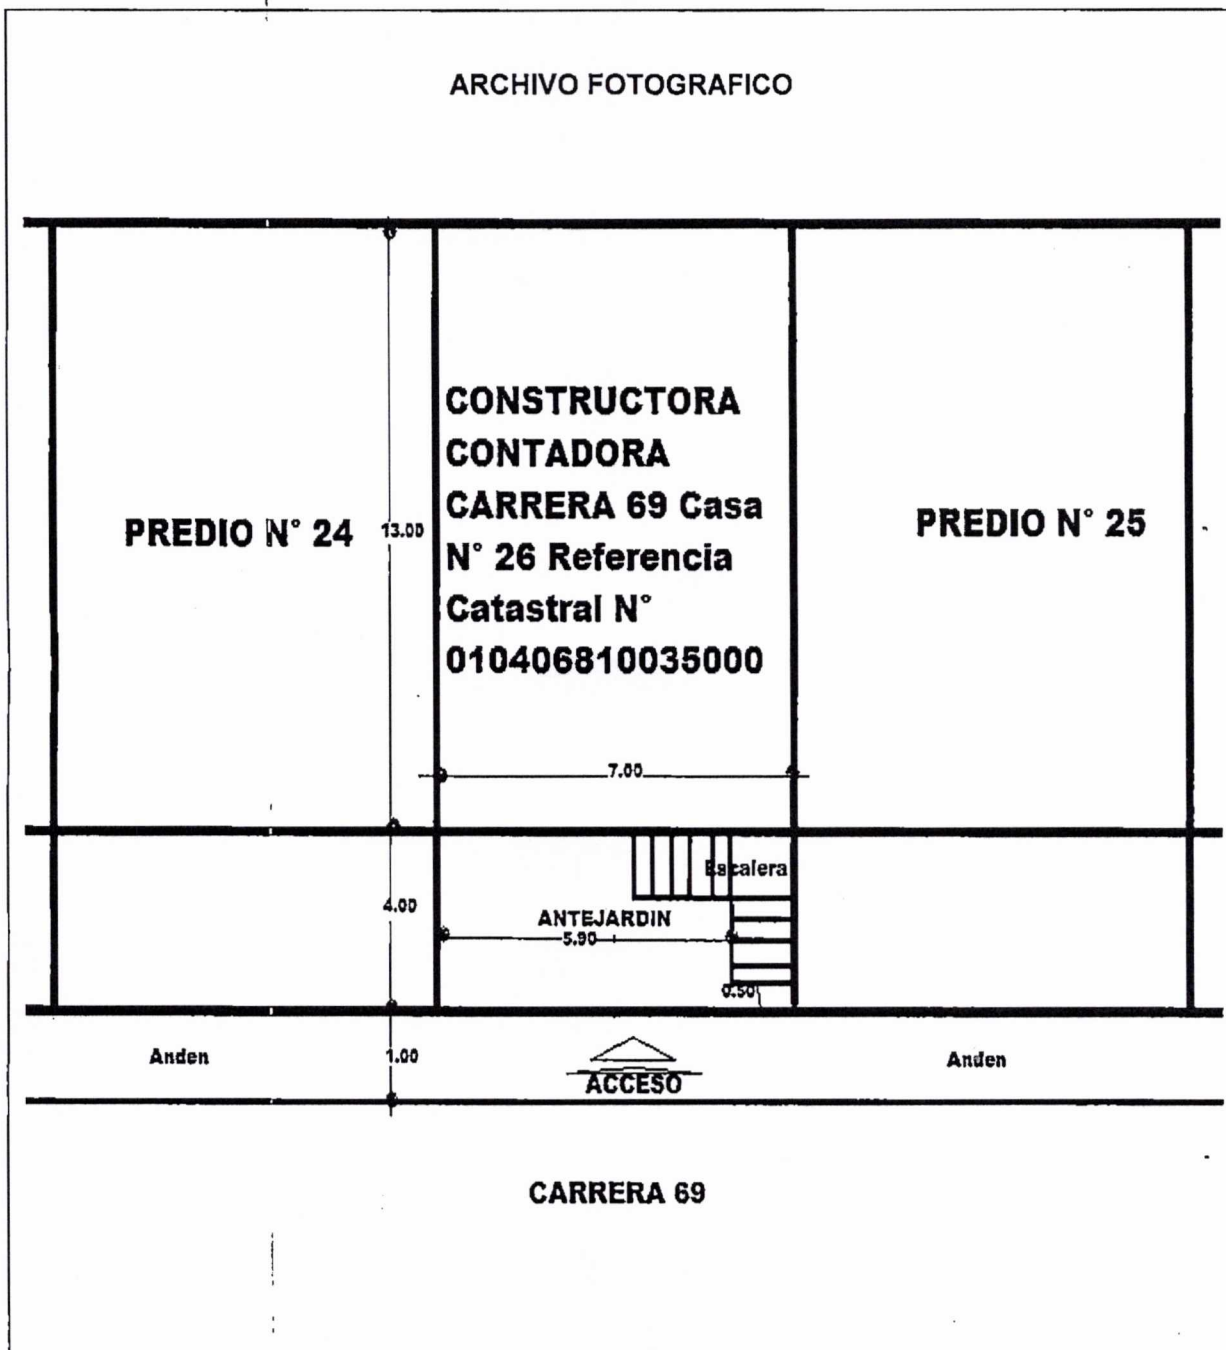 ARCHIVO FOTOGRAFICO
CONSTRUCTORA
CONTADORA
CARRERA 69 Casa
N° 26 Referencia
Catastral N°
010406810035000
PREDIO N° 24
13.00
PREDIO N° 25
7.00
Escalera
4.00
ANTEJARDIN
5.90
0.50
Anden
1.00
ACCESO
Anden
CARRERA 69